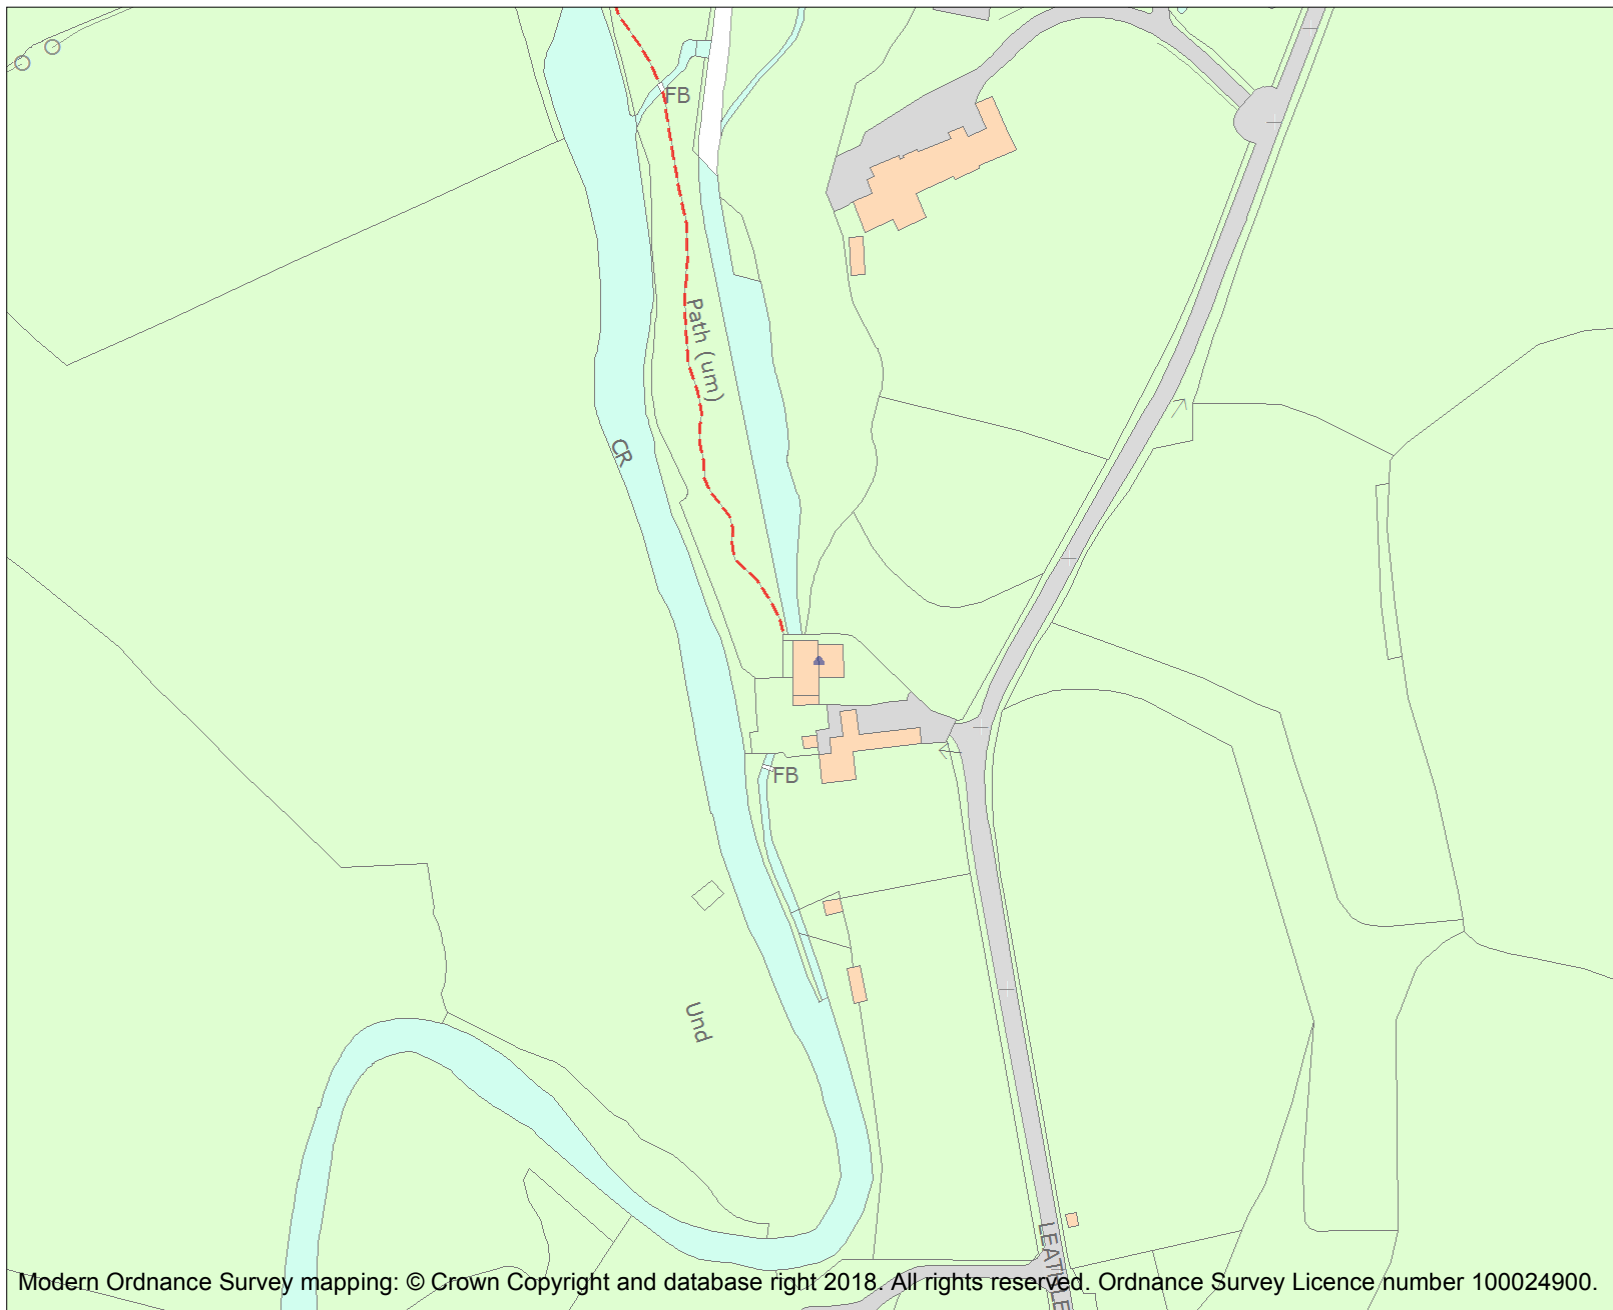 FB
Path (um)
CR
FB
Und
Modern Ordnance Survey mapping: © Crown Copyright and database right 2018. All rights reserved. Ordnance Survey Licence number 100024900.